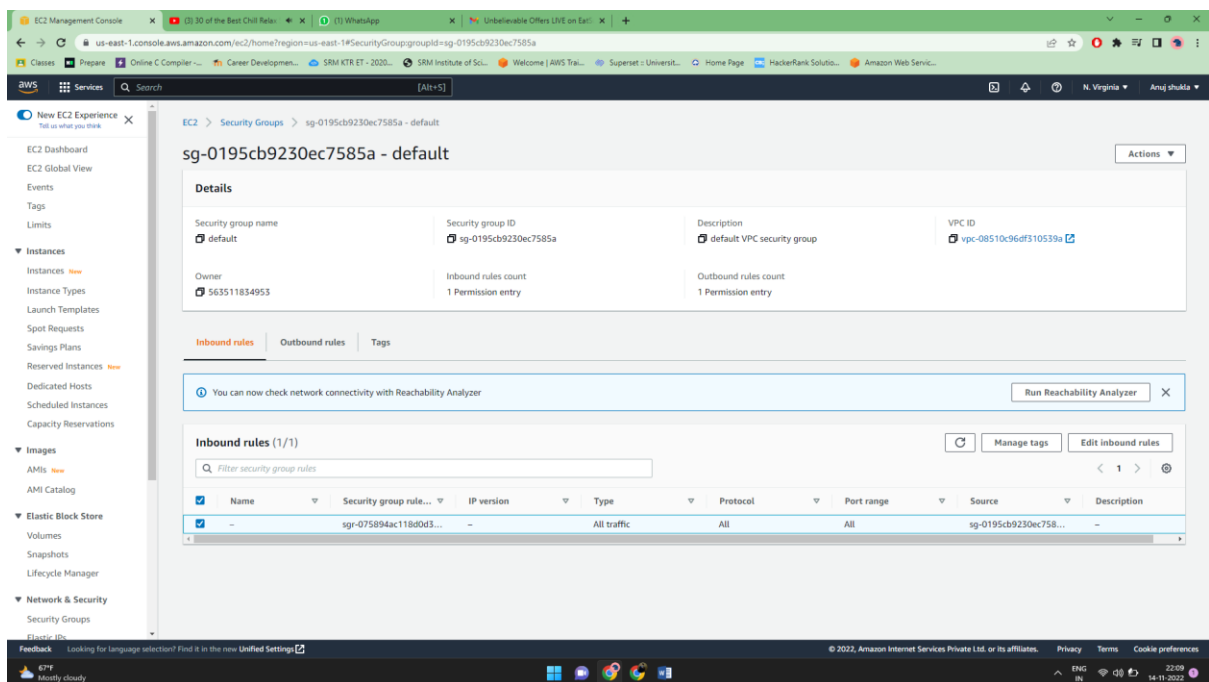 EC2 Management Console
(3) 30 of the Best Chill Relax
(1) WhatsApp
Unbelievable Offers LIVE on EatS
us-east-1.console.aws.amazon.com/ec2/home?region=us-east-1#SecurityGroup:groupId=sg-0195cb9230ec7585a
Classes Prepare Online C Compiler -... Career Developmen... SRM KTR ET - 2020... SRM Institute of Sci... Welcome | AWS Trai... Superset :: Universit... Home Page HackerRank Solutio... Amazon Web Servic...
aws Services Search [Alt+S] N. Virginia Anuj shukla
New EC2 Experience
Tell us what you think
EC2 Dashboard
EC2 Global View
Events
Tags
Limits
Instances
Instances New
Instance Types
Launch Templates
Spot Requests
Savings Plans
Reserved Instances New
Dedicated Hosts
Scheduled Instances
Capacity Reservations
Images
AMIs New
AMI Catalog
Elastic Block Store
Volumes
Snapshots
Lifecycle Manager
Network & Security
Security Groups
Elastic IPs
EC2 > Security Groups > sg-0195cb9230ec7585a - default
sg-0195cb9230ec7585a - default
Actions
Details
Security group name Security group ID Description VPC ID
default sg-0195cb9230ec7585a default VPC security group vpc-08510c96df310539a
Owner Inbound rules count Outbound rules count
563511834953 1 Permission entry 1 Permission entry
Inbound rules Outbound rules Tags
You can now check network connectivity with Reachability Analyzer Run Reachability Analyzer
Inbound rules (1/1) Manage tags Edit inbound rules
Filter security group rules
1
Name Security group rule... IP version Type Protocol Port range Source Description
– sgr-075894ac118d0d3... – All traffic All All sg-0195cb9230ec758... –
Feedback Looking for language selection? Find it in the new Unified Settings © 2022, Amazon Internet Services Private Ltd. or its affiliates. Privacy Terms Cookie preferences
67°F
Mostly cloudy
ENG
IN
22:09
14-11-2022